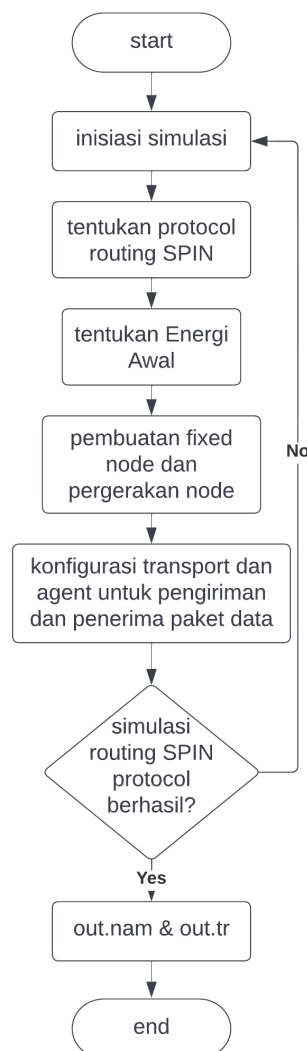 start
inisiasi simulasi
tentukan protocol
routing SPIN
tentukan Energi
Awal
pembuatan fixed
node dan
pergerakan node
No
konfigurasi transport dan
agent untuk pengiriman
dan penerima paket data
simulasi
routing SPIN
protocol
berhasil?
Yes
out.nam & out.tr
end